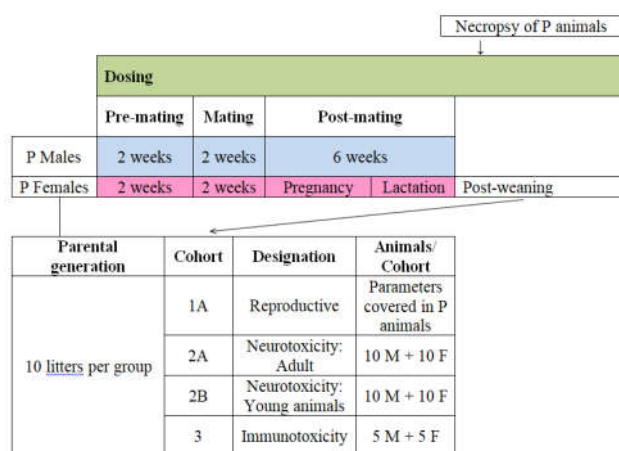 Necropsy of P animals
↓
Dosing
Pre-mating Mating Post-mating
P Males 2 weeks 2 weeks 6 weeks
P Females 2 weeks 2 weeks Pregnancy Lactation Post-weaning
Parental
generation
Cohort
Designation
Animals/
Cohort
10 litters per group
1A
Reproductive
Parameters
covered in P
animals
2A
Neurotoxicity:
Adult
10 M + 10 F
2B
Neurotoxicity:
Young animals
10 M + 10 F
3
Immunotoxicity
5 M + 5 F